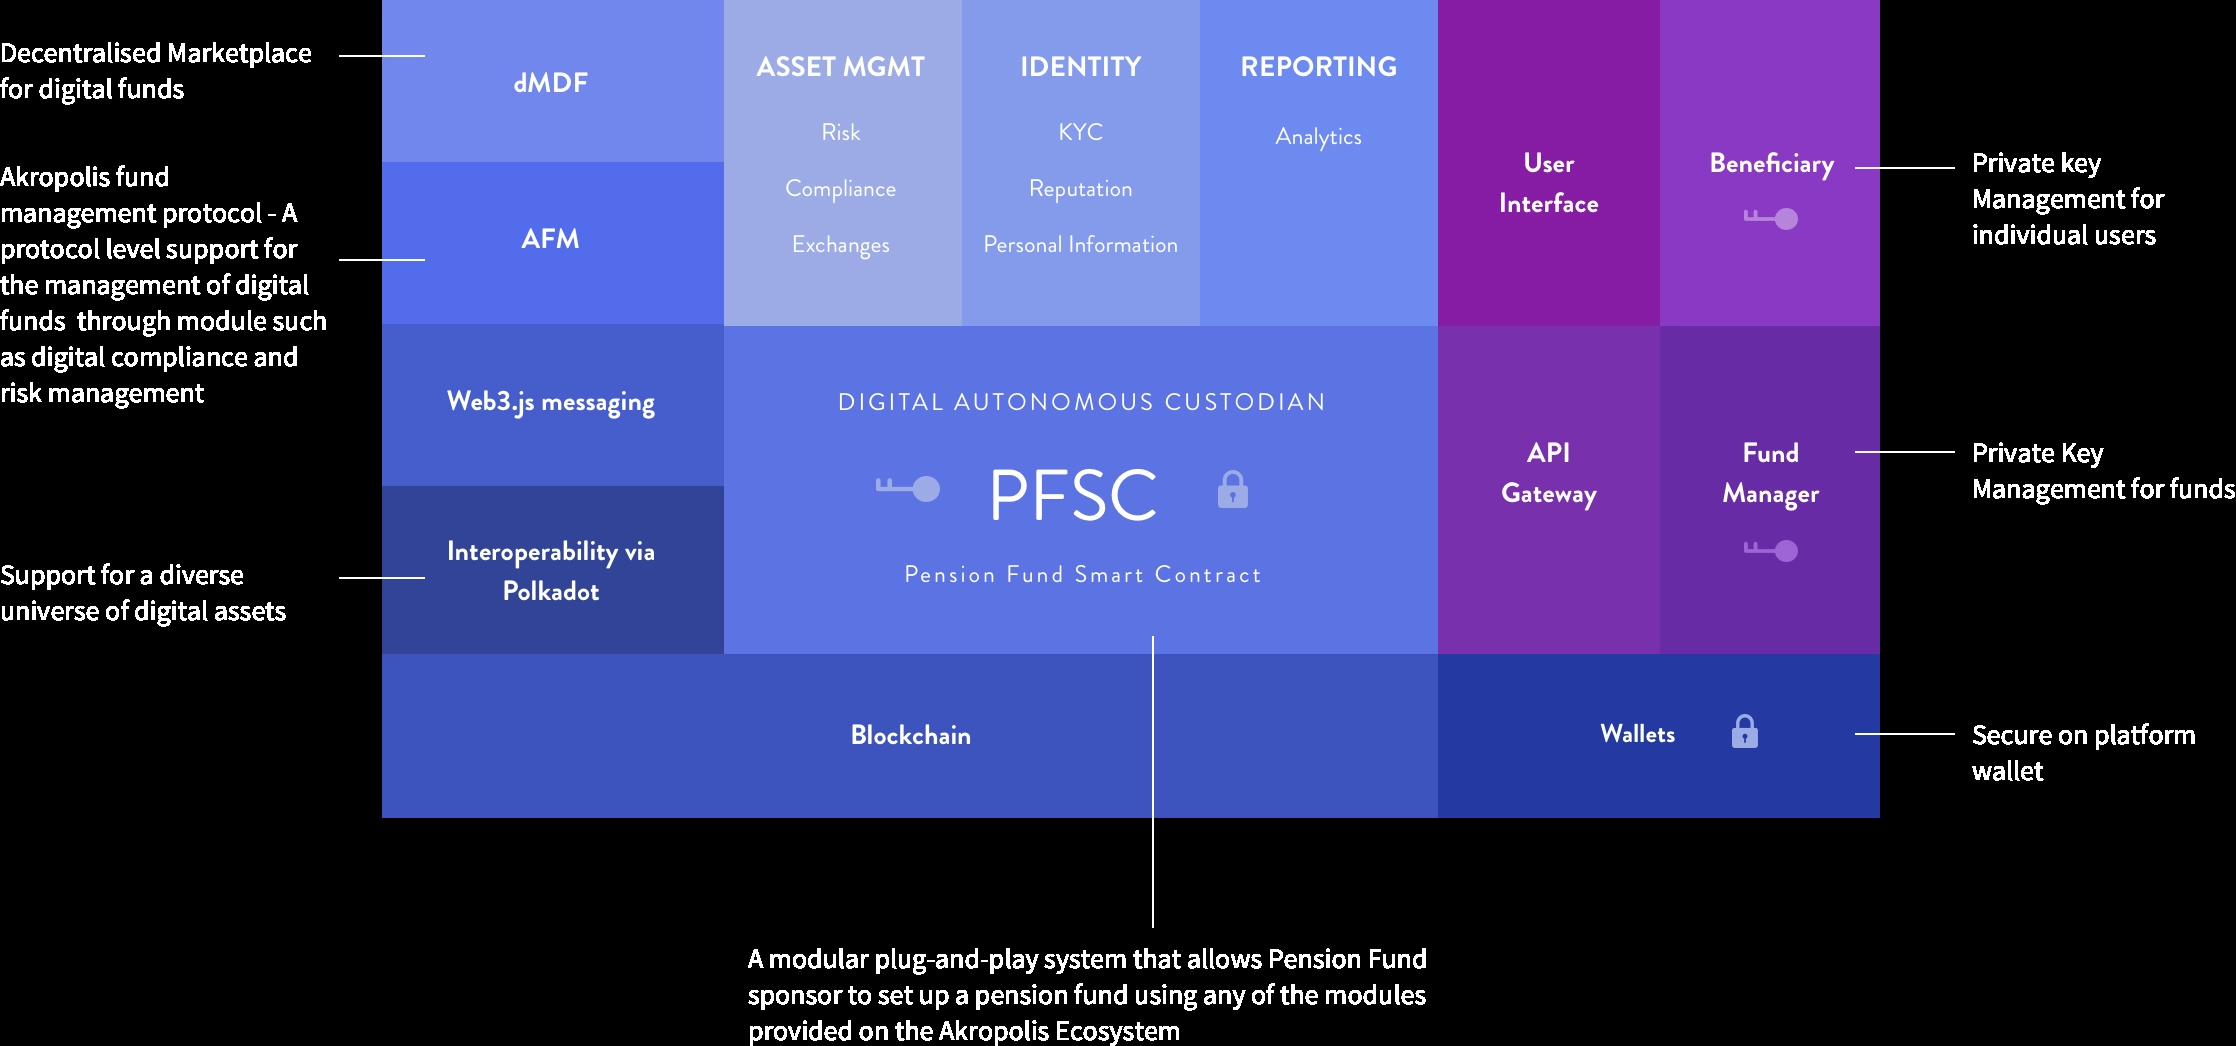 Decentralised Marketplace
for digital funds
Akropolis fund
management protocol - A
protocol level support for
the management of digital
funds  through module such
as digital compliance and
risk management
Support for a diverse
universe of digital assets
dMDF
AFM
Web3.js messaging
Interoperability via
Polkadot
ASSET MGMT
Risk
Compliance
Exchanges
IDENTITY
KYC
Reputation
Personal Information
REPORTING
Analytics
DIGITAL AUTONOMOUS CUSTODIAN
PFSC
Pension Fund Smart Contract
User
Interface
Beneficiary
API
Gateway
Fund
Manager
Blockchain
Wallets
Private key
Management for
individual users
Private Key
Management for funds
Secure on platform
wallet
A modular plug-and-play system that allows Pension Fund
sponsor to set up a pension fund using any of the modules
provided on the Akropolis Ecosystem